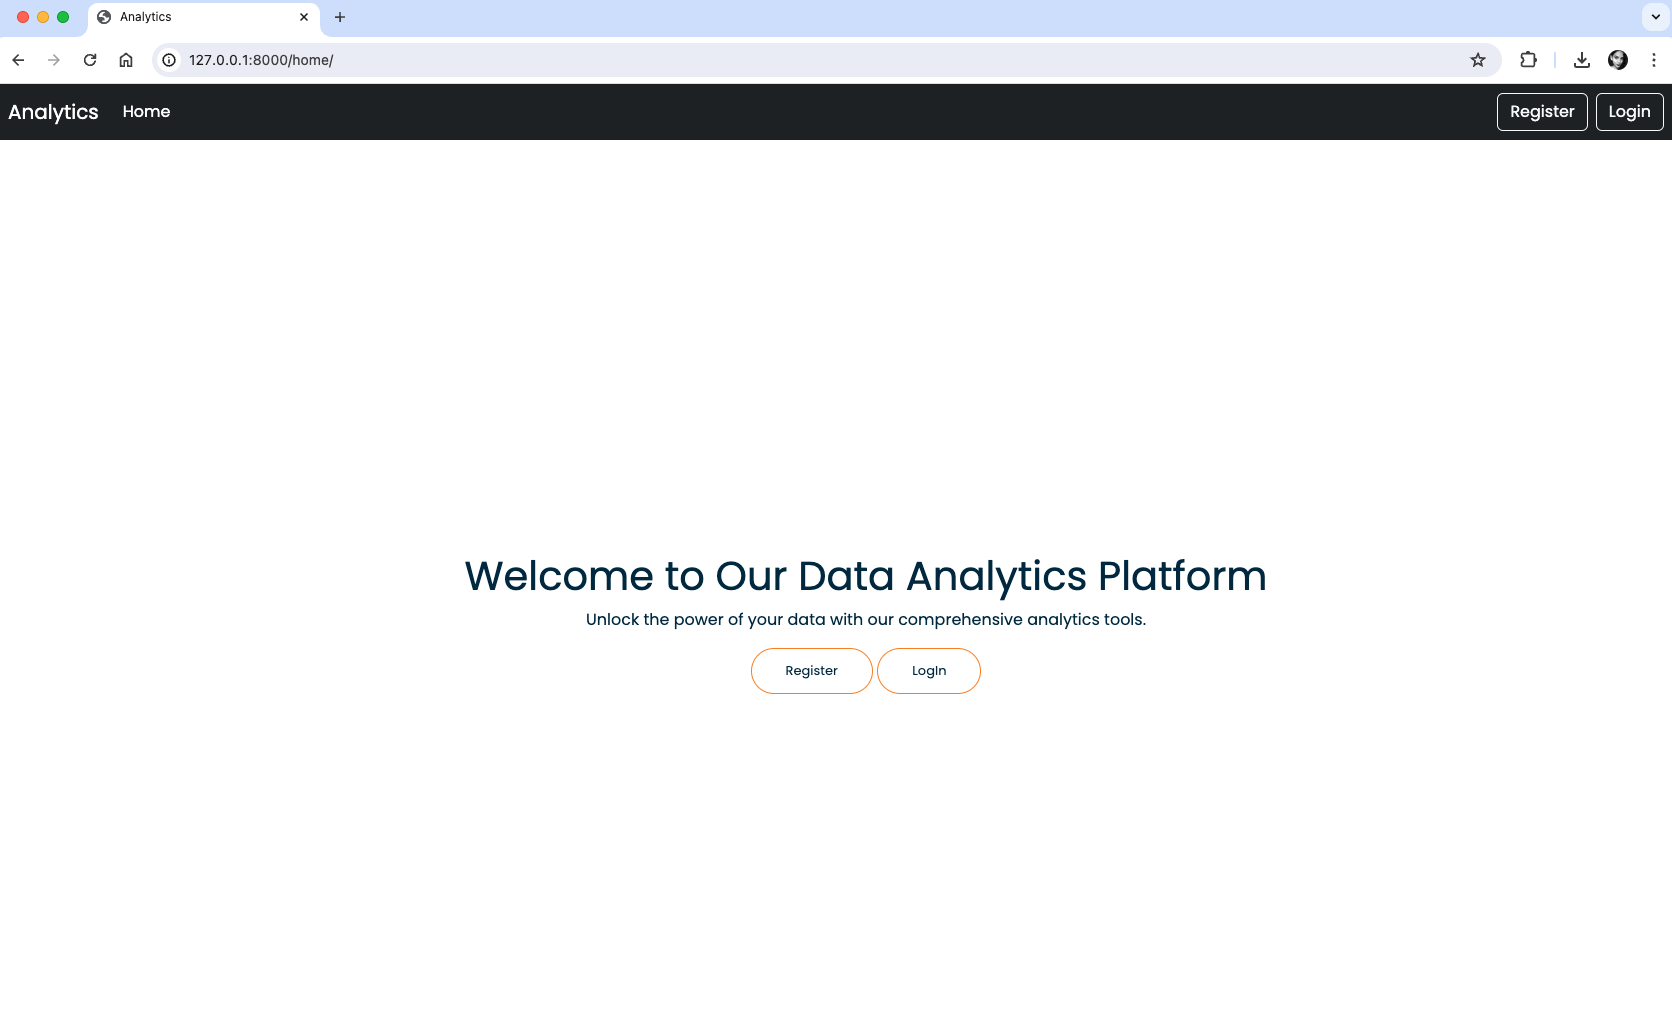 Analytics
127.0.0.1:8000/home/
Analytics Home Register Login
Welcome to Our Data Analytics Platform
Unlock the power of your data with our comprehensive analytics tools.
Register LogIn